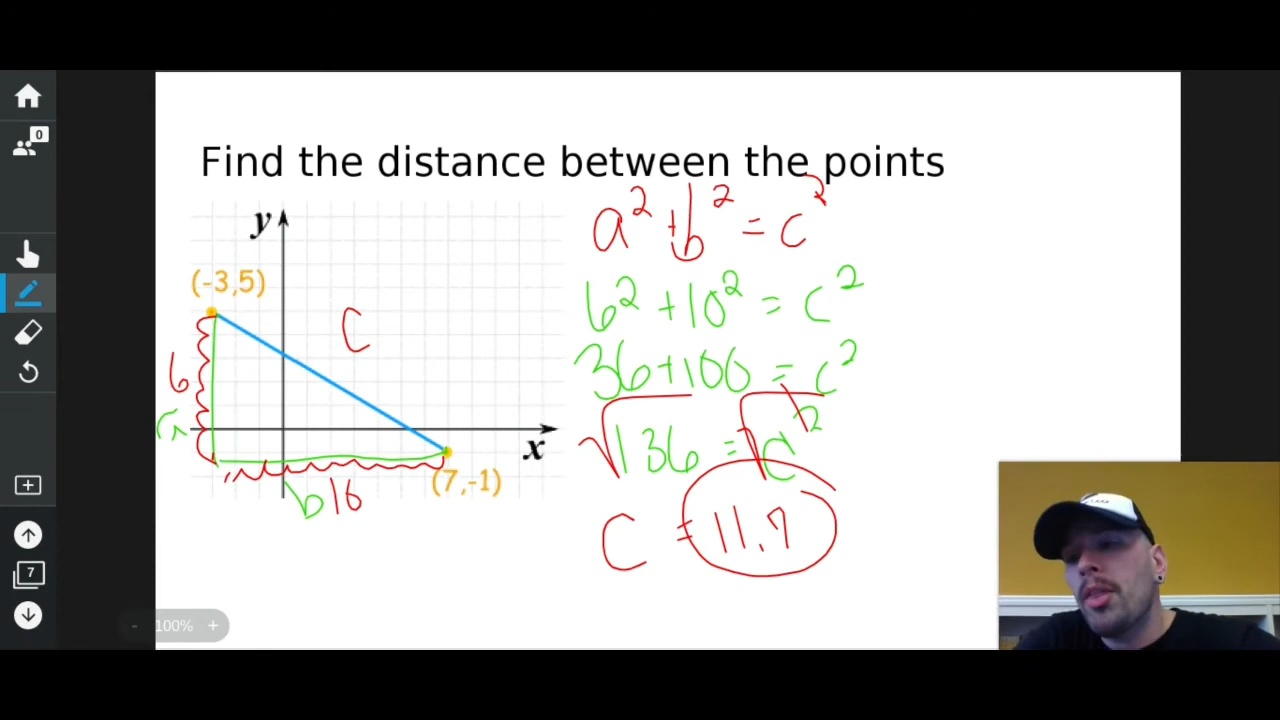 0
Find the distance between the points
y
(-3,5)
C
6
a
x
(7,-1)
b 10
a² + b² = c²
6² + 10² = c²
36 + 100 = c²
√136 = √c²
C = 11.7
7
- 100% +